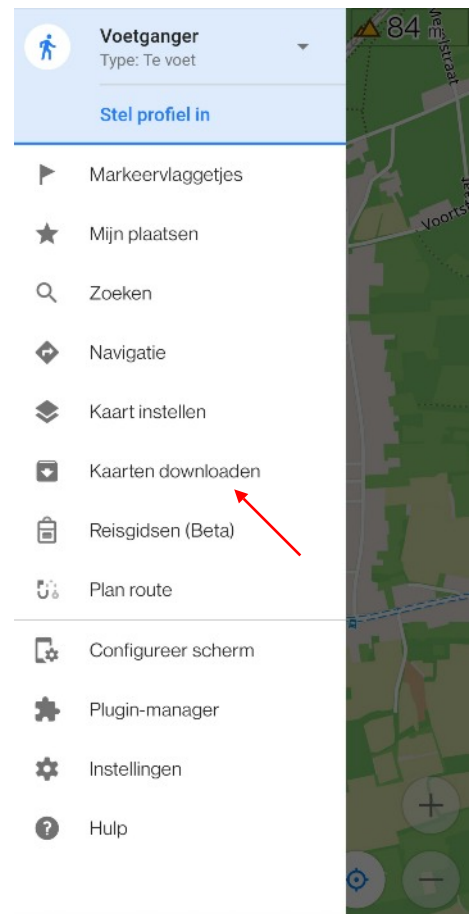 Voetganger
Type: Te voet
Stel profiel in
Markeervlaggetjes
Mijn plaatsen
Zoeken
Navigatie
Kaart instellen
Kaarten downloaden
Reisgidsen (Beta)
Plan route
Configureer scherm
Plugin-manager
Instellingen
Hulp
84 m